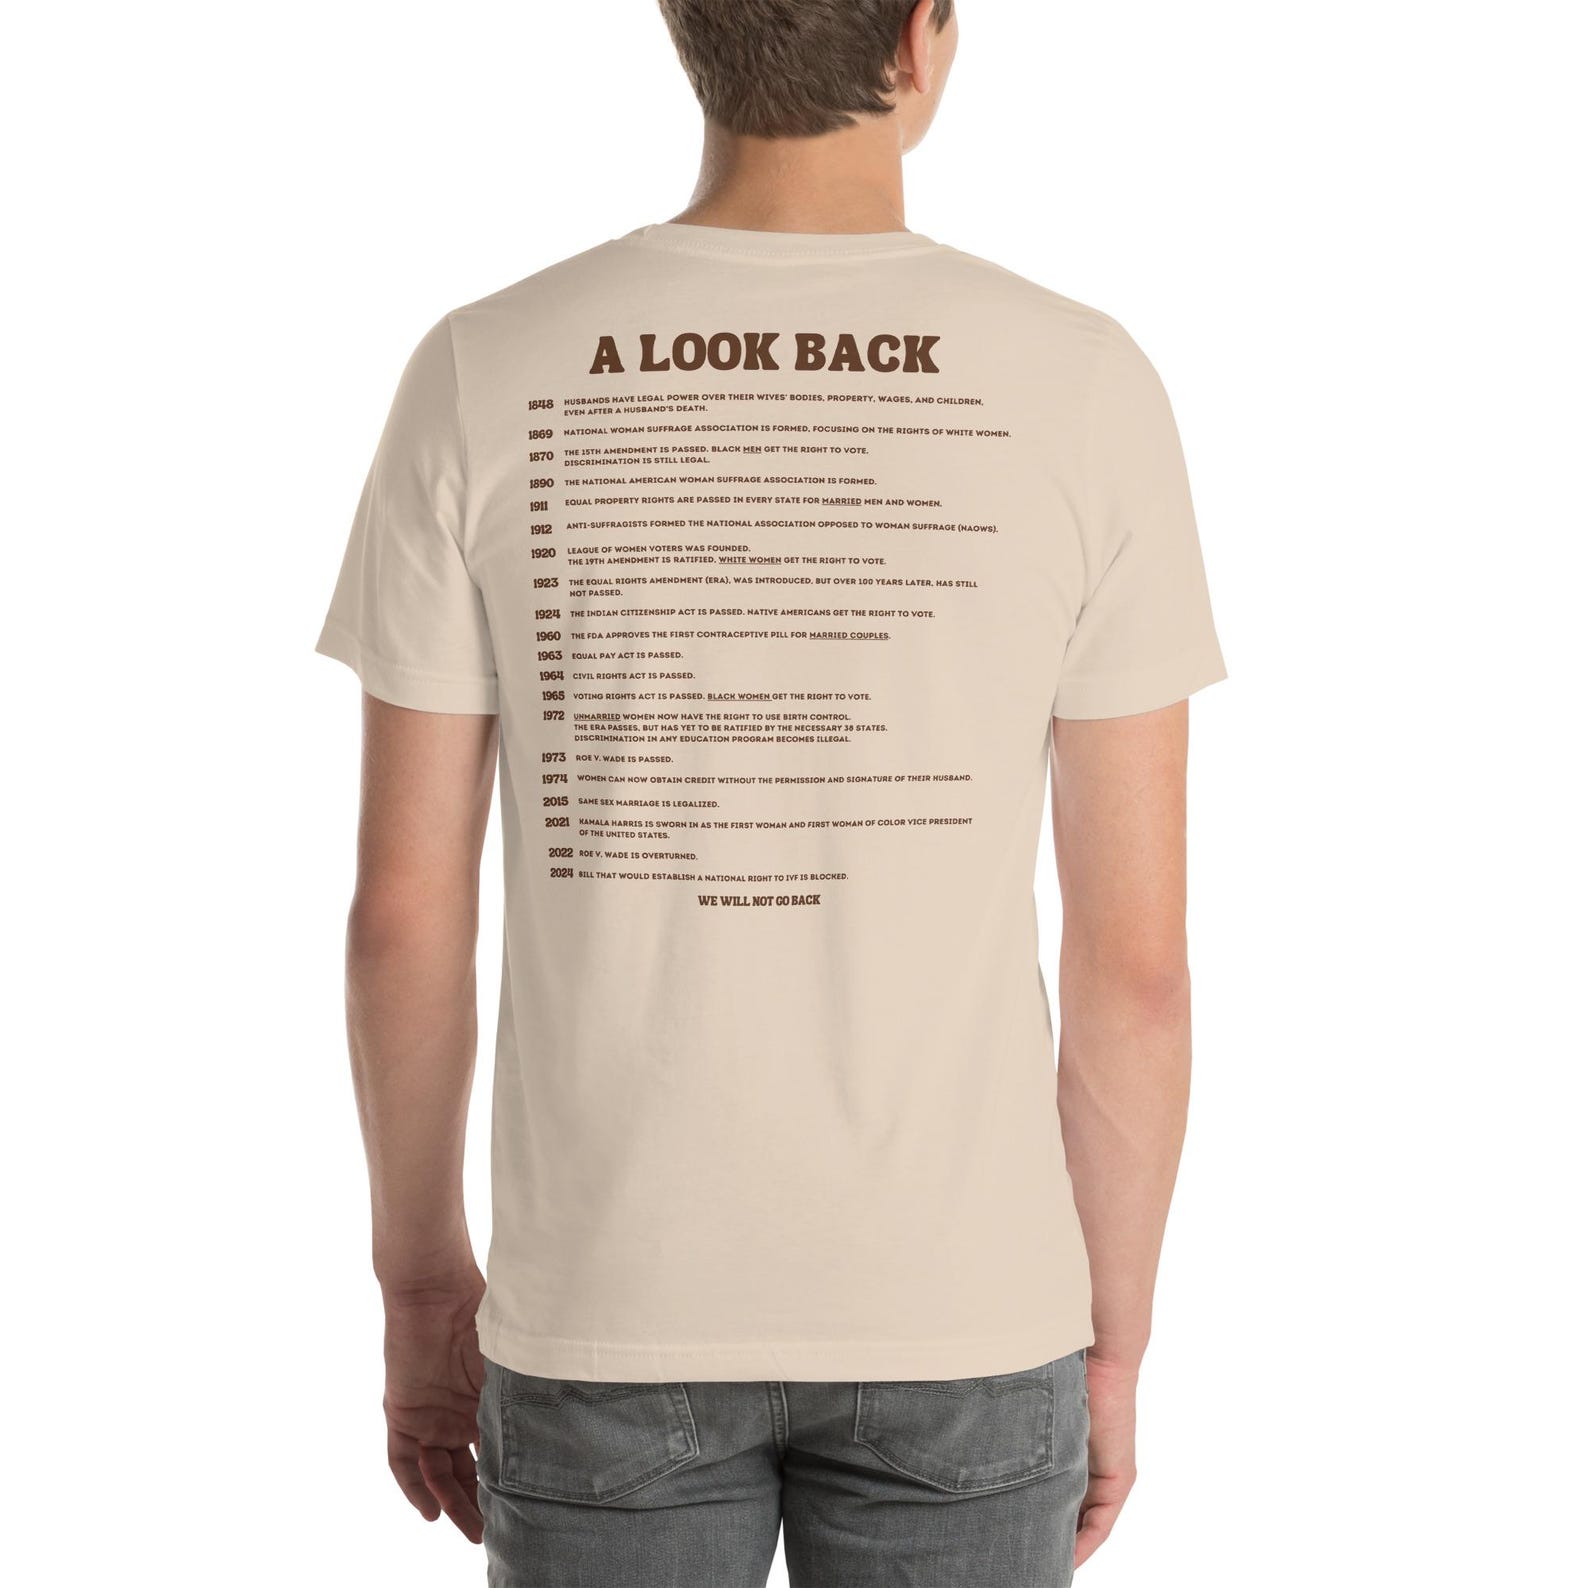 A LOOK BACK
1848 HUSBANDS HAVE LEGAL POWER OVER THEIR WIVES' BODIES, PROPERTY, WAGES, AND CHILDREN,
EVEN AFTER A HUSBAND'S DEATH.
1869 NATIONAL WOMAN SUFFRAGE ASSOCIATION IS FORMED, FOCUSING ON THE RIGHTS OF WHITE WOMEN.
1870 THE 15TH AMENDMENT IS PASSED. BLACK MEN GET THE RIGHT TO VOTE.
DISCRIMINATION IS STILL LEGAL.
1890 THE NATIONAL AMERICAN WOMAN SUFFRAGE ASSOCIATION IS FORMED.
1911 EQUAL PROPERTY RIGHTS ARE PASSED IN EVERY STATE FOR MARRIED MEN AND WOMEN.
1912 ANTI-SUFFRAGISTS FORMED THE NATIONAL ASSOCIATION OPPOSED TO WOMAN SUFFRAGE (NAOWS).
1920 LEAGUE OF WOMEN VOTERS WAS FOUNDED.
THE 19TH AMENDMENT IS RATIFIED, WHITE WOMEN GET THE RIGHT TO VOTE.
1923 THE EQUAL RIGHTS AMENDMENT (ERA), WAS INTRODUCED, BUT OVER 100 YEARS LATER, HAS STILL
NOT PASSED.
1924 THE INDIAN CITIZENSHIP ACT IS PASSED. NATIVE AMERICANS GET THE RIGHT TO VOTE.
1960 THE FDA APPROVES THE FIRST CONTRACEPTIVE PILL FOR MARRIED COUPLES.
1963 EQUAL PAY ACT IS PASSED.
1964 CIVIL RIGHTS ACT IS PASSED.
1965 VOTING RIGHTS ACT IS PASSED. BLACK WOMEN GET THE RIGHT TO VOTE.
1972 UNMARRIED WOMEN NOW HAVE THE RIGHT TO USE BIRTH CONTROL.
THE ERA PASSES, BUT HAS YET TO BE RATIFIED BY THE NECESSARY 38 STATES.
DISCRIMINATION IN ANY EDUCATION PROGRAM BECOMES ILLEGAL.
1973 ROE V. WADE IS PASSED.
1974 WOMEN CAN NOW OBTAIN CREDIT WITHOUT THE PERMISSION AND SIGNATURE OF THEIR HUSBAND.
2015 SAME SEX MARRIAGE IS LEGALIZED.
2021 KAMALA HARRIS IS SWORN IN AS THE FIRST WOMAN AND FIRST WOMAN OF COLOR VICE PRESIDENT
OF THE UNITED STATES.
2022 ROE V. WADE IS OVERTURNED.
2024 BILL THAT WOULD ESTABLISH A NATIONAL RIGHT TO IVF IS BLOCKED.
WE WILL NOT GO BACK